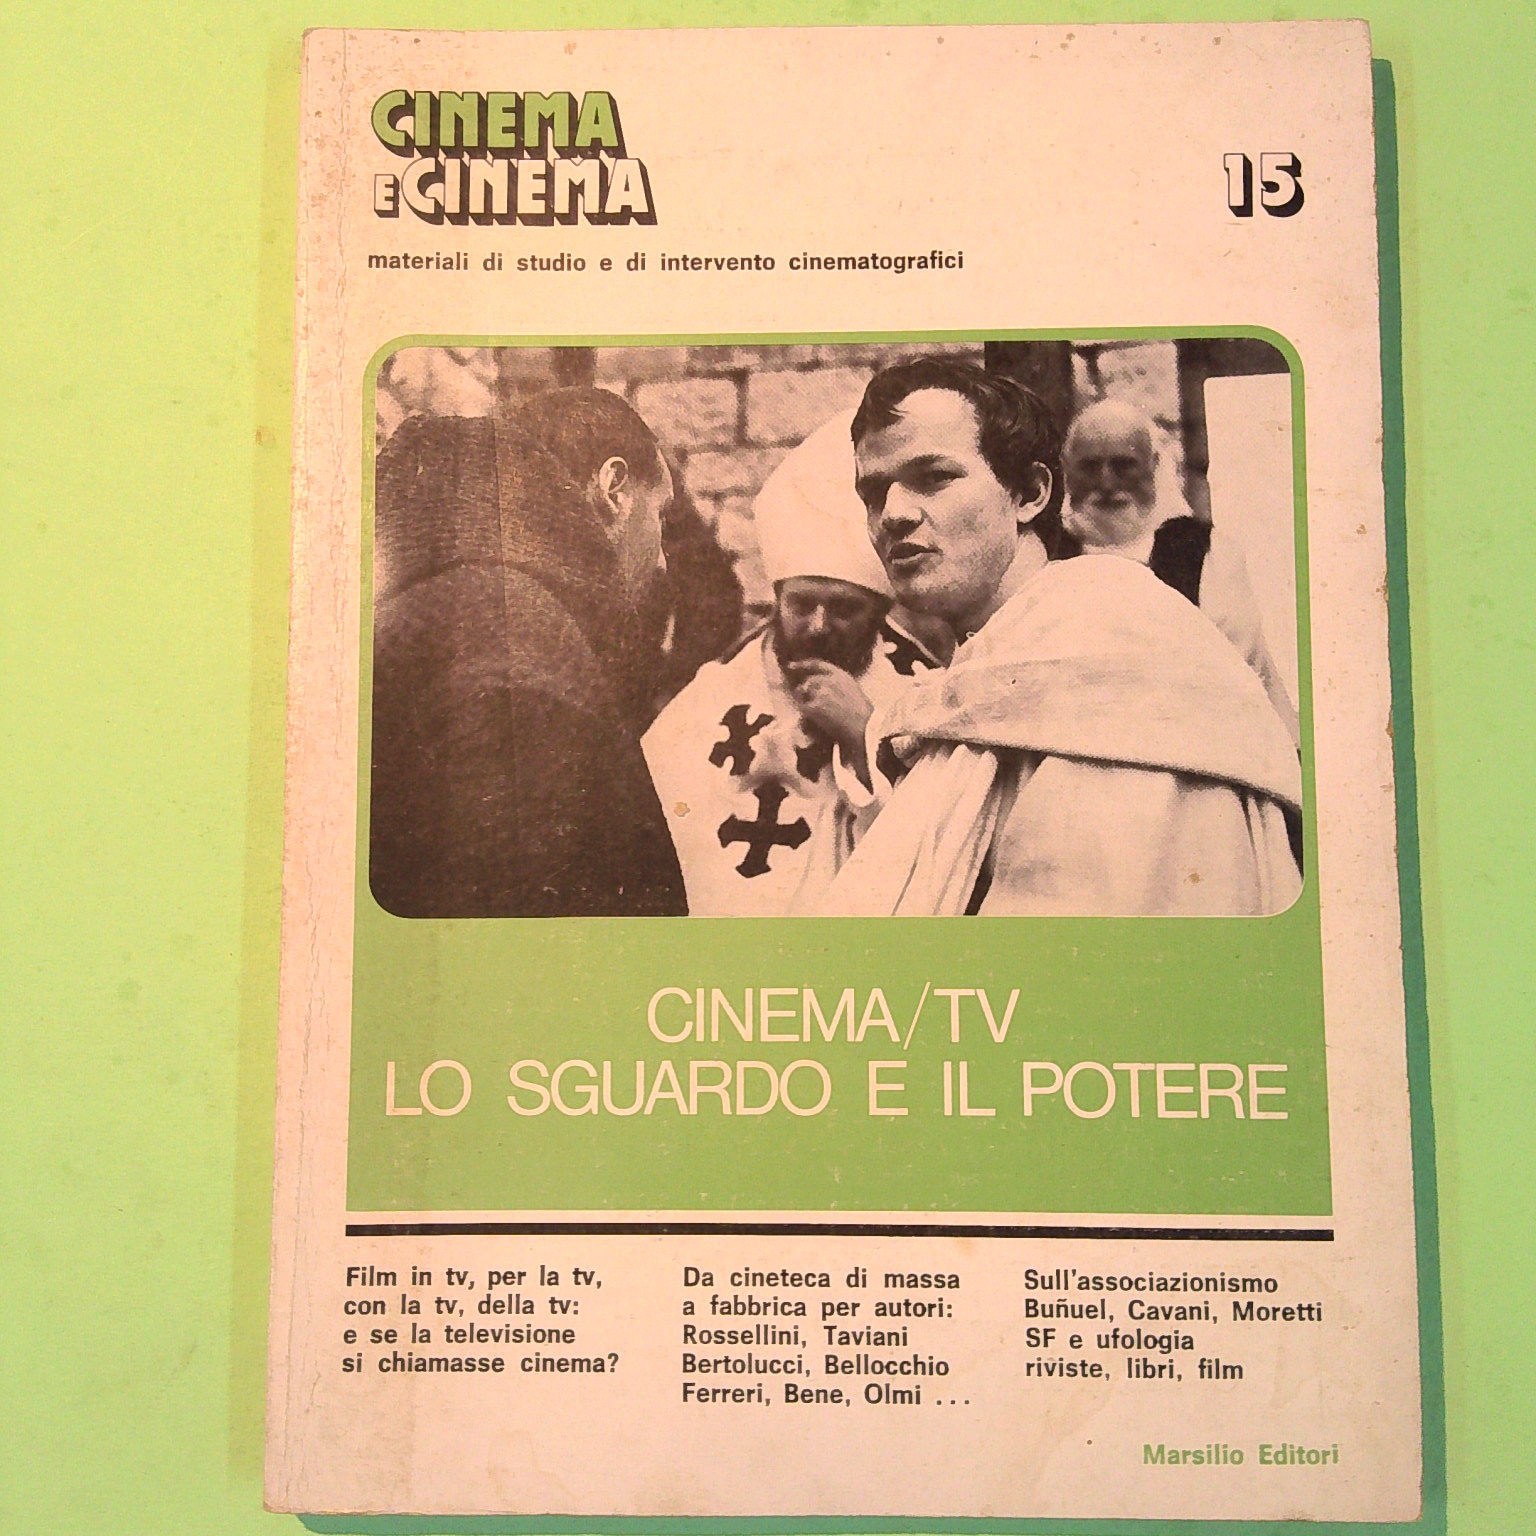 CINEMA
E CINEMA
15
materiali di studio e di intervento cinematografici
CINEMA/TV
LO SGUARDO E IL POTERE
Film in tv, per la tv,
con la tv, della tv:
e se la televisione
si chiamasse cinema?
Da cineteca di massa
a fabbrica per autori:
Rossellini, Taviani
Bertolucci, Bellocchio
Ferreri, Bene, Olmi ...
Sull'associazionismo
Buñuel, Cavani, Moretti
SF e ufologia
riviste, libri, film
Marsilio Editori